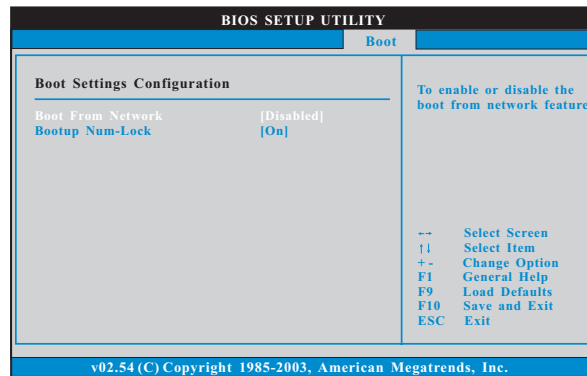 BIOS SETUP UTILITY
Boot
Boot Settings Configuration
Boot From Network [Disabled]
Bootup Num-Lock [On]
To enable or disable the
boot from network feature
←→ Select Screen
↑↓ Select Item
+ - Change Option
F1 General Help
F9 Load Defaults
F10 Save and Exit
ESC Exit
v02.54 (C) Copyright 1985-2003, American Megatrends, Inc.